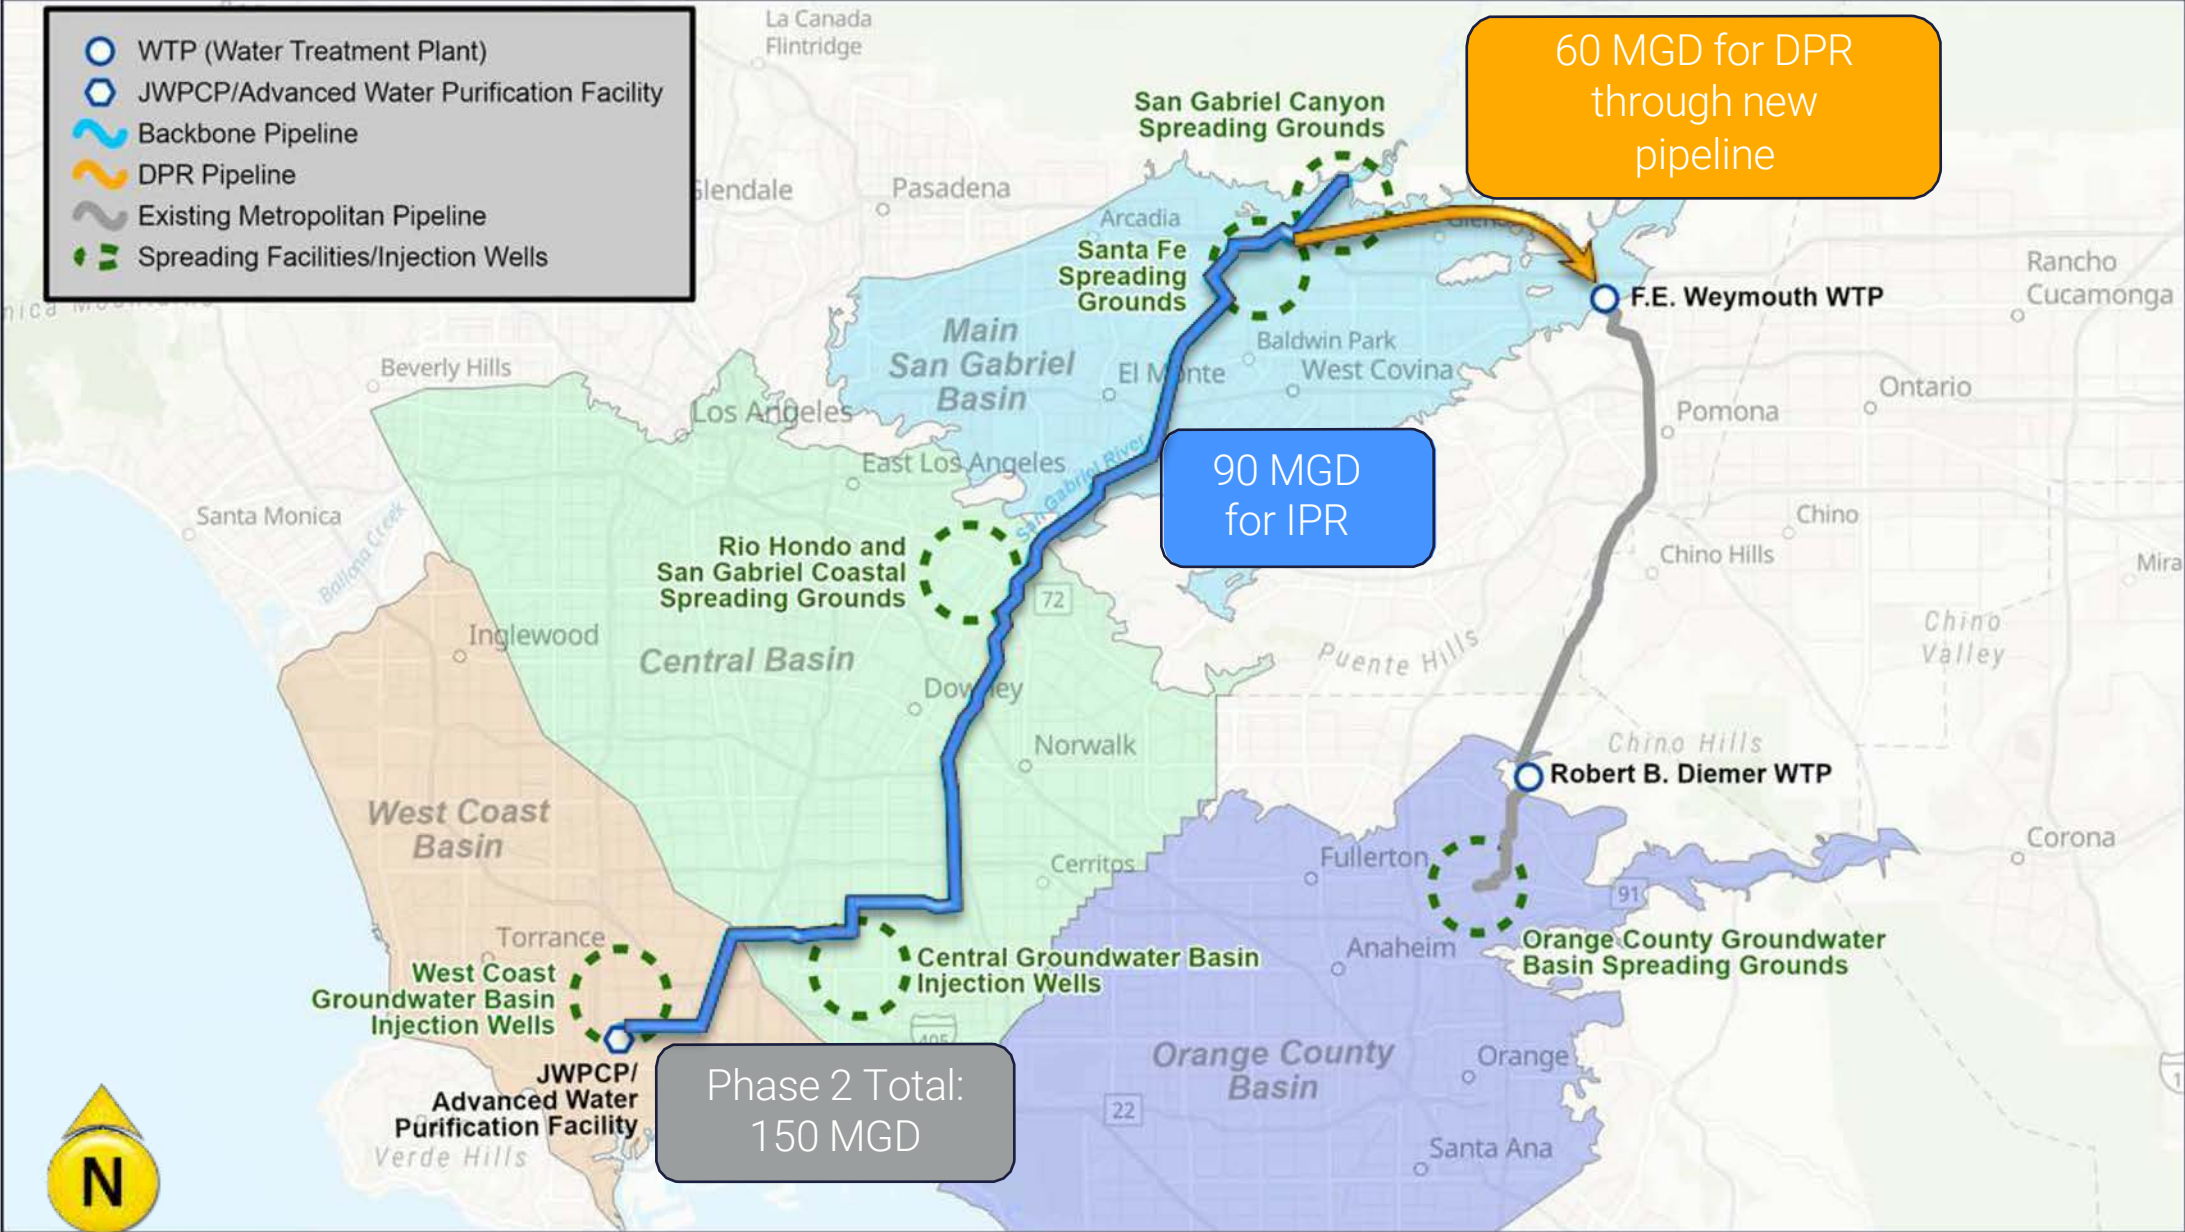 WTP (Water Treatment Plant)
JWPCP/Advanced Water Purification Facility
Backbone Pipeline
DPR Pipeline
Existing Metropolitan Pipeline
Spreading Facilities/Injection Wells
La Canada
Flintridge
60 MGD for DPR
through new
pipeline
San Gabriel Canyon
Spreading Grounds
Pasadena
Arcadia
Santa Fe
Spreading
Grounds
F.E. Weymouth WTP
Rancho
Cucamonga
Main
San Gabriel
Basin
Baldwin Park
West Covina
El Monte
Beverly Hills
Los Angeles
Ontario
Pomona
East Los Angeles
San Gabriel River
90 MGD
for IPR
Santa Monica
Ballona Creek
Chino
Chino Hills
Mira
Rio Hondo and
San Gabriel Coastal
Spreading Grounds
72
Inglewood
Central Basin
Puente Hills
Chino
Valley
Downey
Norwalk
Chino Hills
Robert B. Diemer WTP
West Coast
Basin
Cerritos
Fullerton
Corona
91
Torrance
Anaheim
West Coast
Groundwater Basin
Injection Wells
Central Groundwater Basin
Injection Wells
Orange County Groundwater
Basin Spreading Grounds
405
JWPCP/
Advanced Water
Purification Facility
Verde Hills
Phase 2 Total:
150 MGD
Orange County
Basin
Orange
22
Santa Ana
N